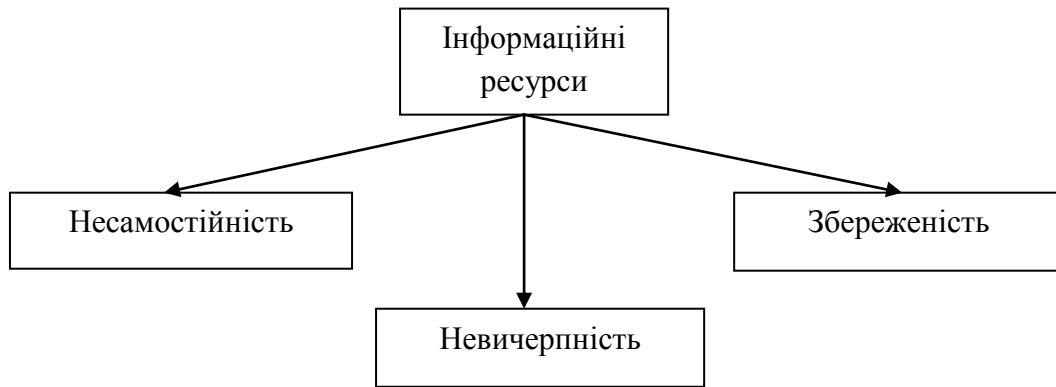 Інформаційні
ресурси
Несамостійність
Збереженість
Невичерпність